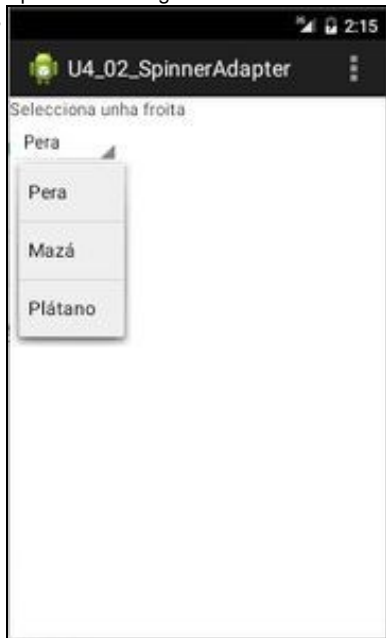 2:15
U4_02_SpinnerAdapter
Selecciona unha froita
Pera
Pera
Mazá
Plátano